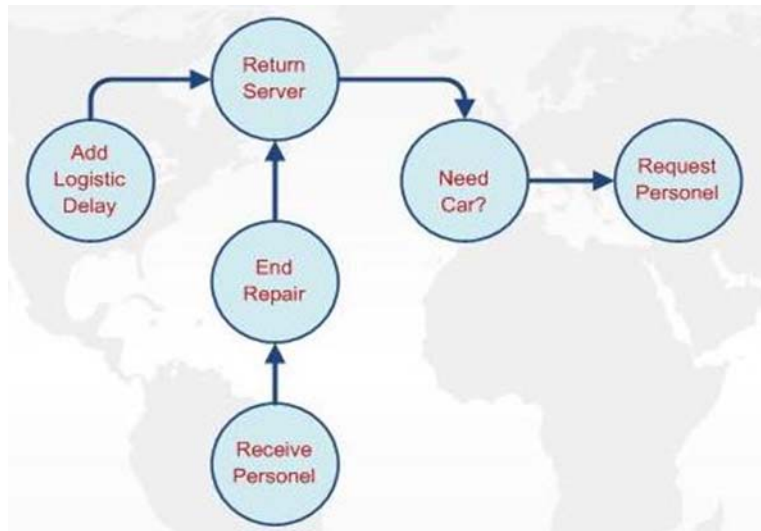 Return
Server
Add
Logistic
Delay
Need
Car?
Request
Personel
End
Repair
Receive
Personel